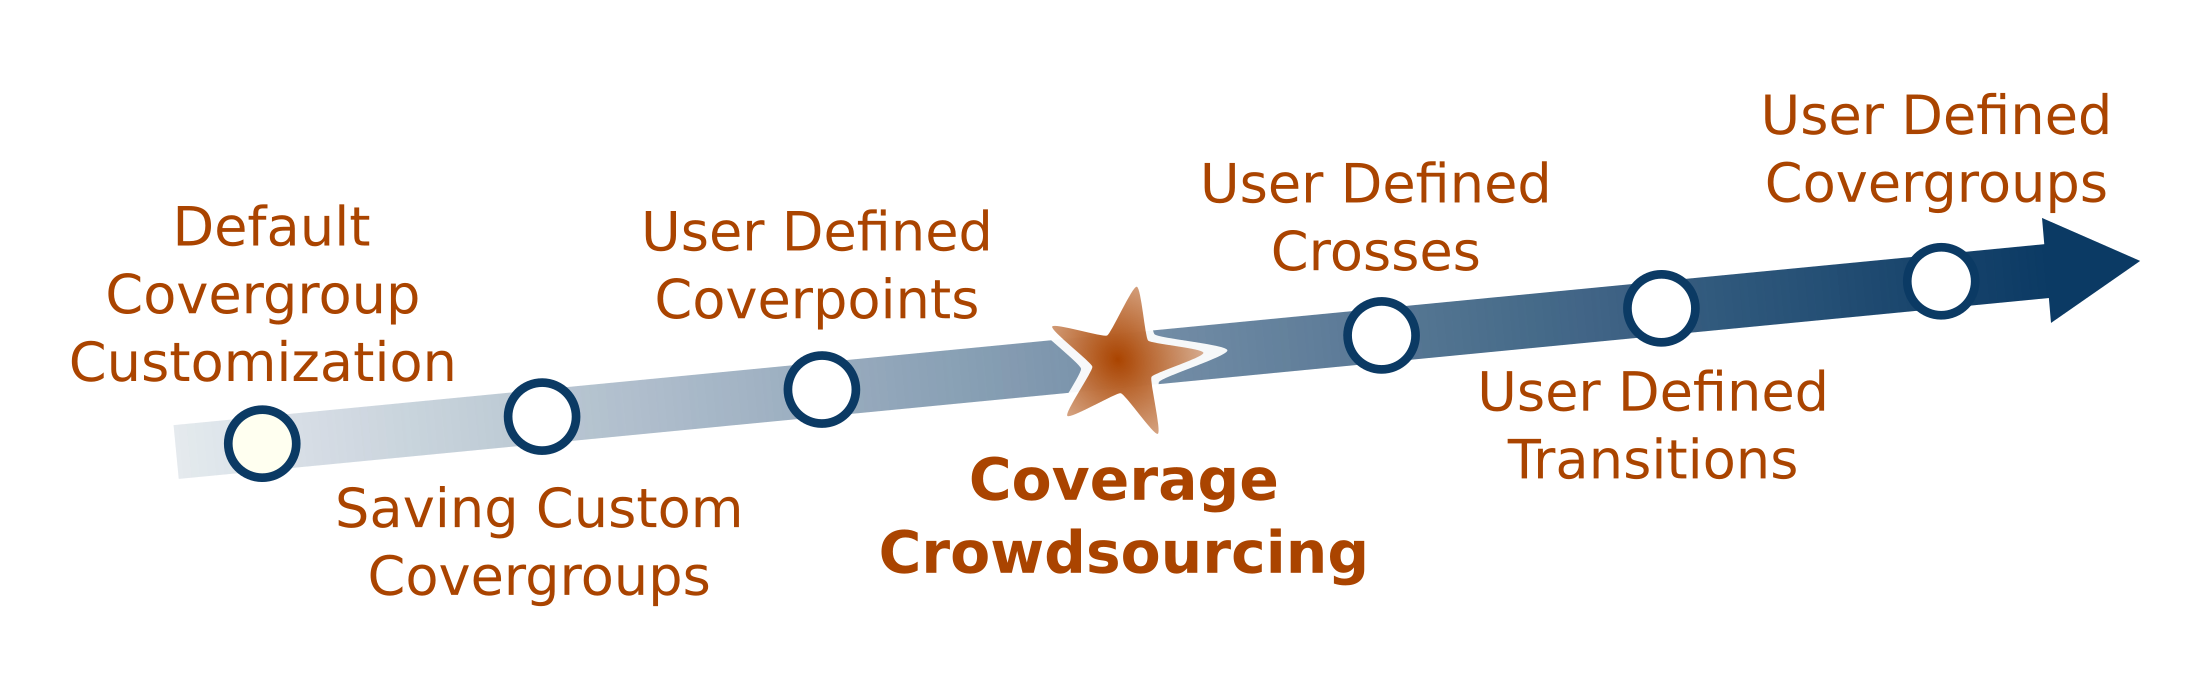 Default
Covergroup
Customization
Saving Custom
Covergroups
User Defined
Coverpoints
Coverage
Crowdsourcing
User Defined
Crosses
User Defined
Transitions
User Defined
Covergroups